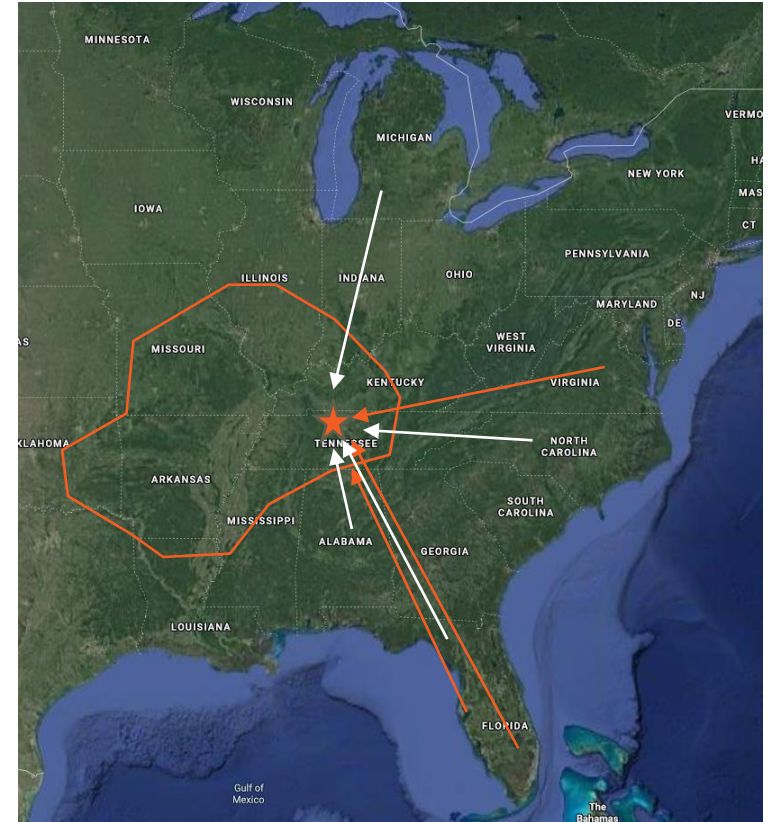 MINNESOTA
WISCONSIN
MICHIGAN
VERMO
HA
NEW YORK
MAS
IOWA
CT
PENNSYLVANIA
ILLINOIS
INDIANA
OHIO
NJ
MARYLAND
DE
AS
MISSOURI
WEST
VIRGINIA
KENTUCKY
VIRGINIA
KLAHOMA
TENNESSEE
NORTH
CAROLINA
ARKANSAS
SOUTH
CAROLINA
MISSISSIPPI
ALABAMA
GEORGIA
LOUISIANA
FLORIDA
Gulf of
Mexico
The
Bahamas